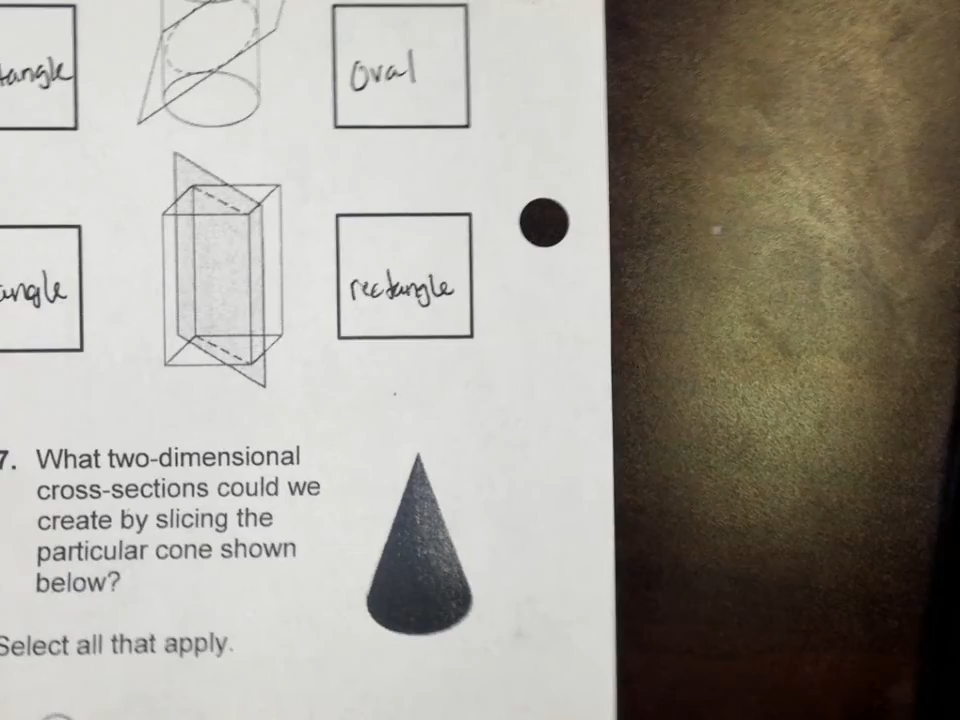 Oval
rectangle
7. What two-dimensional
cross-sections could we
create by slicing the
particular cone shown
below?
Select all that apply.